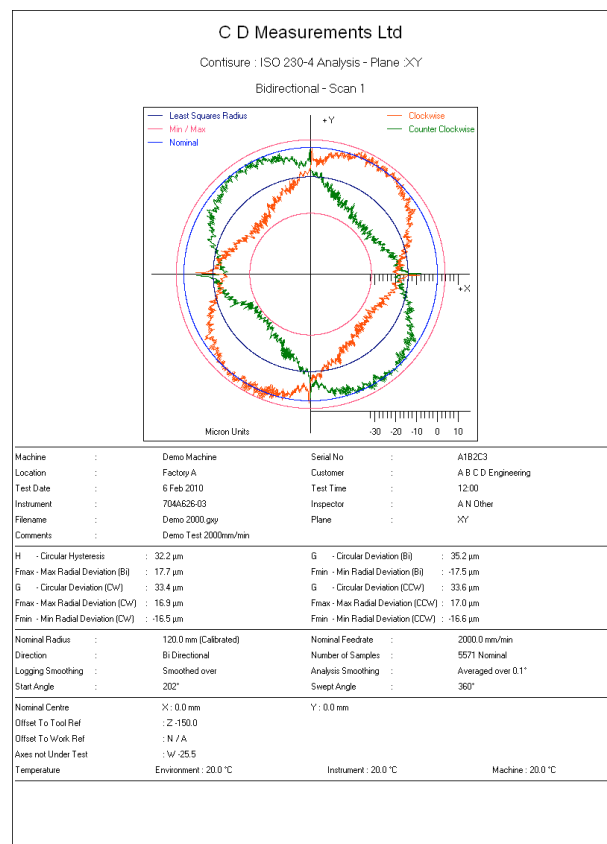 C D Measurements Ltd
Contisure : ISO 230-4 Analysis - Plane :XY
Bidirectional - Scan 1
Least Squares Radius
Min / Max
Nominal
+Y
Clockwise
Counter Clockwise
+X
Micron Units
-30 -20 -10 0 10
Machine : Demo Machine Serial No : A1B2C3
Location : Factory A Customer : A B C D Engineering
Test Date : 6 Feb 2010 Test Time : 12:00
Instrument : 704A626-03 Inspector : A N Other
Filename : Demo 2000.gxy Plane : XY
Comments : Demo Test 2000mm/min
H - Circular Hysteresis : 32.2 µm G - Circular Deviation (Bi) : 35.2 µm
Fmax - Max Radial Deviation (Bi) : 17.7 µm Fmin - Min Radial Deviation (Bi) : -17.5 µm
G - Circular Deviation (CW) : 33.4 µm G - Circular Deviation (CCW) : 33.6 µm
Fmax - Max Radial Deviation (CW) : 16.9 µm Fmax - Max Radial Deviation (CCW) : 17.0 µm
Fmin - Min Radial Deviation (CW) : -16.5 µm Fmin - Min Radial Deviation (CCW) : -16.6 µm
Nominal Radius : 120.0 mm (Calibrated) Nominal Feedrate : 2000.0 mm/min
Direction : Bi Directional Number of Samples : 5571 Nominal
Logging Smoothing : Smoothed over Analysis Smoothing : Averaged over 0.1°
Start Angle : 202° Swept Angle : 360°
Nominal Centre X : 0.0 mm Y : 0.0 mm
Offset To Tool Ref : Z -150.0
Offset To Work Ref : N / A
Axes not Under Test : W -25.5
Temperature Environment : 20.0 °C Instrument : 20.0 °C Machine : 20.0 °C